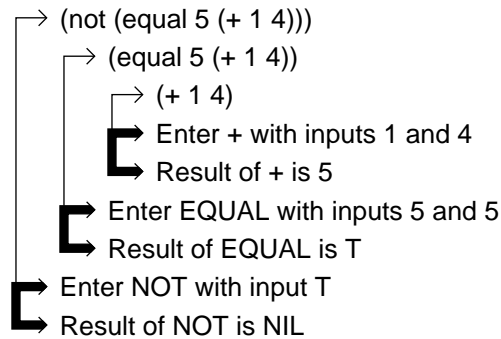 (not (equal 5 (+ 1 4)))
(equal 5 (+ 1 4))
(+ 1 4)
Enter + with inputs 1 and 4
Result of + is 5
Enter EQUAL with inputs 5 and 5
Result of EQUAL is T
Enter NOT with input T
Result of NOT is NIL